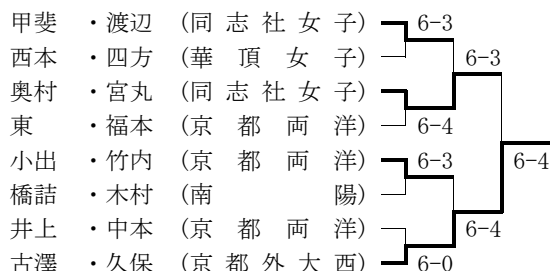 甲斐・渡辺 (同志社女子) 6-3
西本・四方 (華頂女子) 6-3
奥村・宮丸 (同志社女子)
東・福本 (京都両洋) 6-4
小出・竹内 (京都両洋) 6-3 6-4
橋詰・木村 (南陽)
井上・中本 (京都両洋) 6-4
古澤・久保 (京都外大西) 6-0